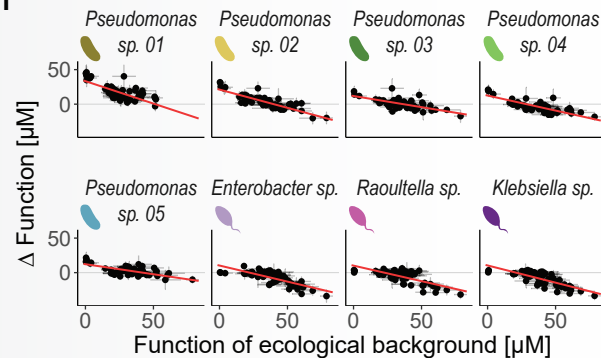 Pseudomonas
sp. 01
Pseudomonas
sp. 02
Pseudomonas
sp. 03
Pseudomonas
sp. 04
50
0
Pseudomonas
sp. 05
Enterobacter sp.
Raoultella sp.
Klebsiella sp.
50
0
0
50
0
50
0
50
0
50
Δ Function [µM]
Function of ecological background [µM]